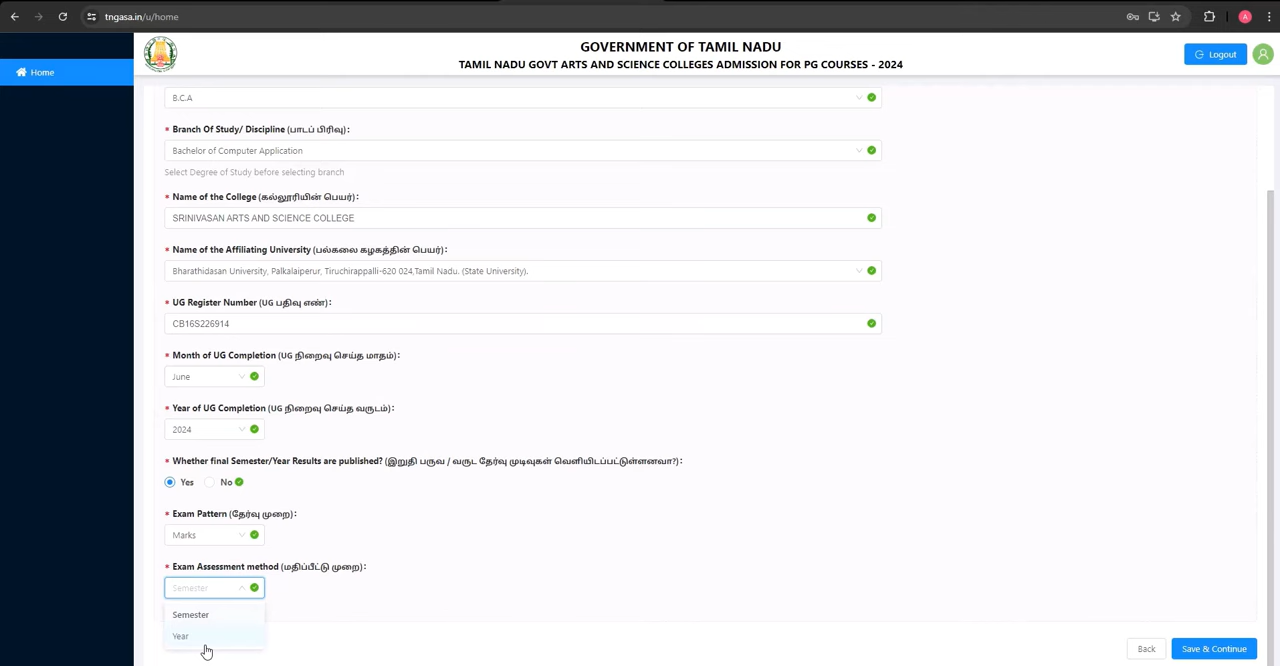 tngasa.in/u/home
A
GOVERNMENT OF TAMIL NADU
TAMIL NADU GOVT ARTS AND SCIENCE COLLEGES ADMISSION FOR PG COURSES - 2024
Logout
Home
B.C.A
* Branch Of Study/ Discipline (பாடப் பிரிவு):
Bachelor of Computer Application
Select Degree of Study before selecting branch
* Name of the College (கல்லூரியின் பெயர்):
SRINIVASAN ARTS AND SCIENCE COLLEGE
* Name of the Affiliating University (பல்கலை கழகத்தின் பெயர்):
Bharathidasan University, Palkalaiperur, Tiruchirappalli-620 024,Tamil Nadu. (State University).
* UG Register Number (UG பதிவு எண்):
CB16S226914
* Month of UG Completion (UG நிறைவு செய்த மாதம்):
June
* Year of UG Completion (UG நிறைவு செய்த வருடம்):
2024
* Whether final Semester/Year Results are published? (இறுதி பருவ / வருட தேர்வு முடிவுகள் வெளியிடப்பட்டுள்ளனவா?):
Yes No
* Exam Pattern (தேர்வு முறை):
Marks
* Exam Assessment method (மதிப்பீட்டு முறை):
Semester
Semester
Year
Back Save & Continue